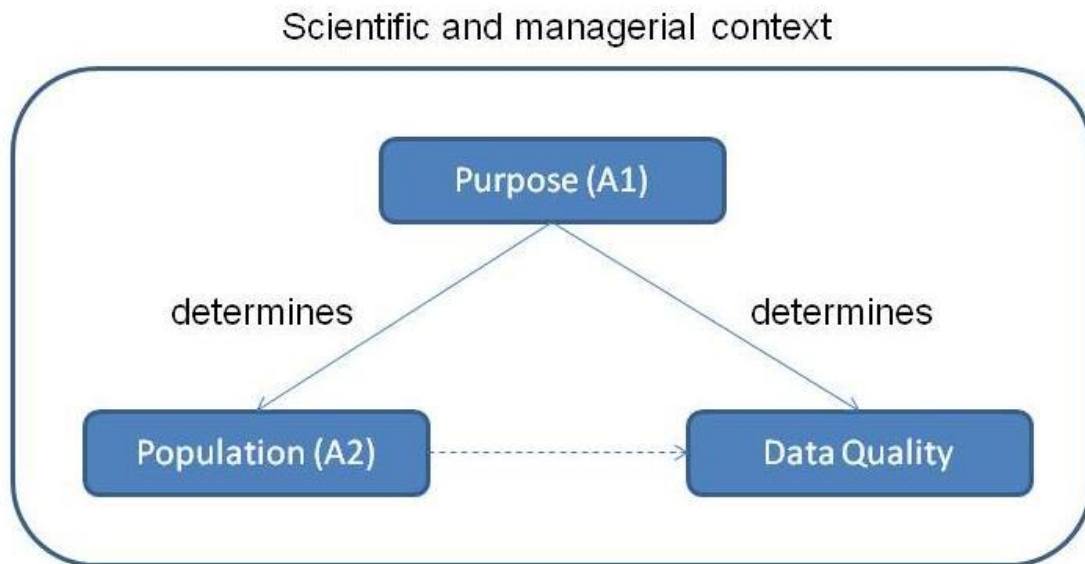 Scientific and managerial context
Purpose (A1)
determines
determines
Population (A2)
Data Quality